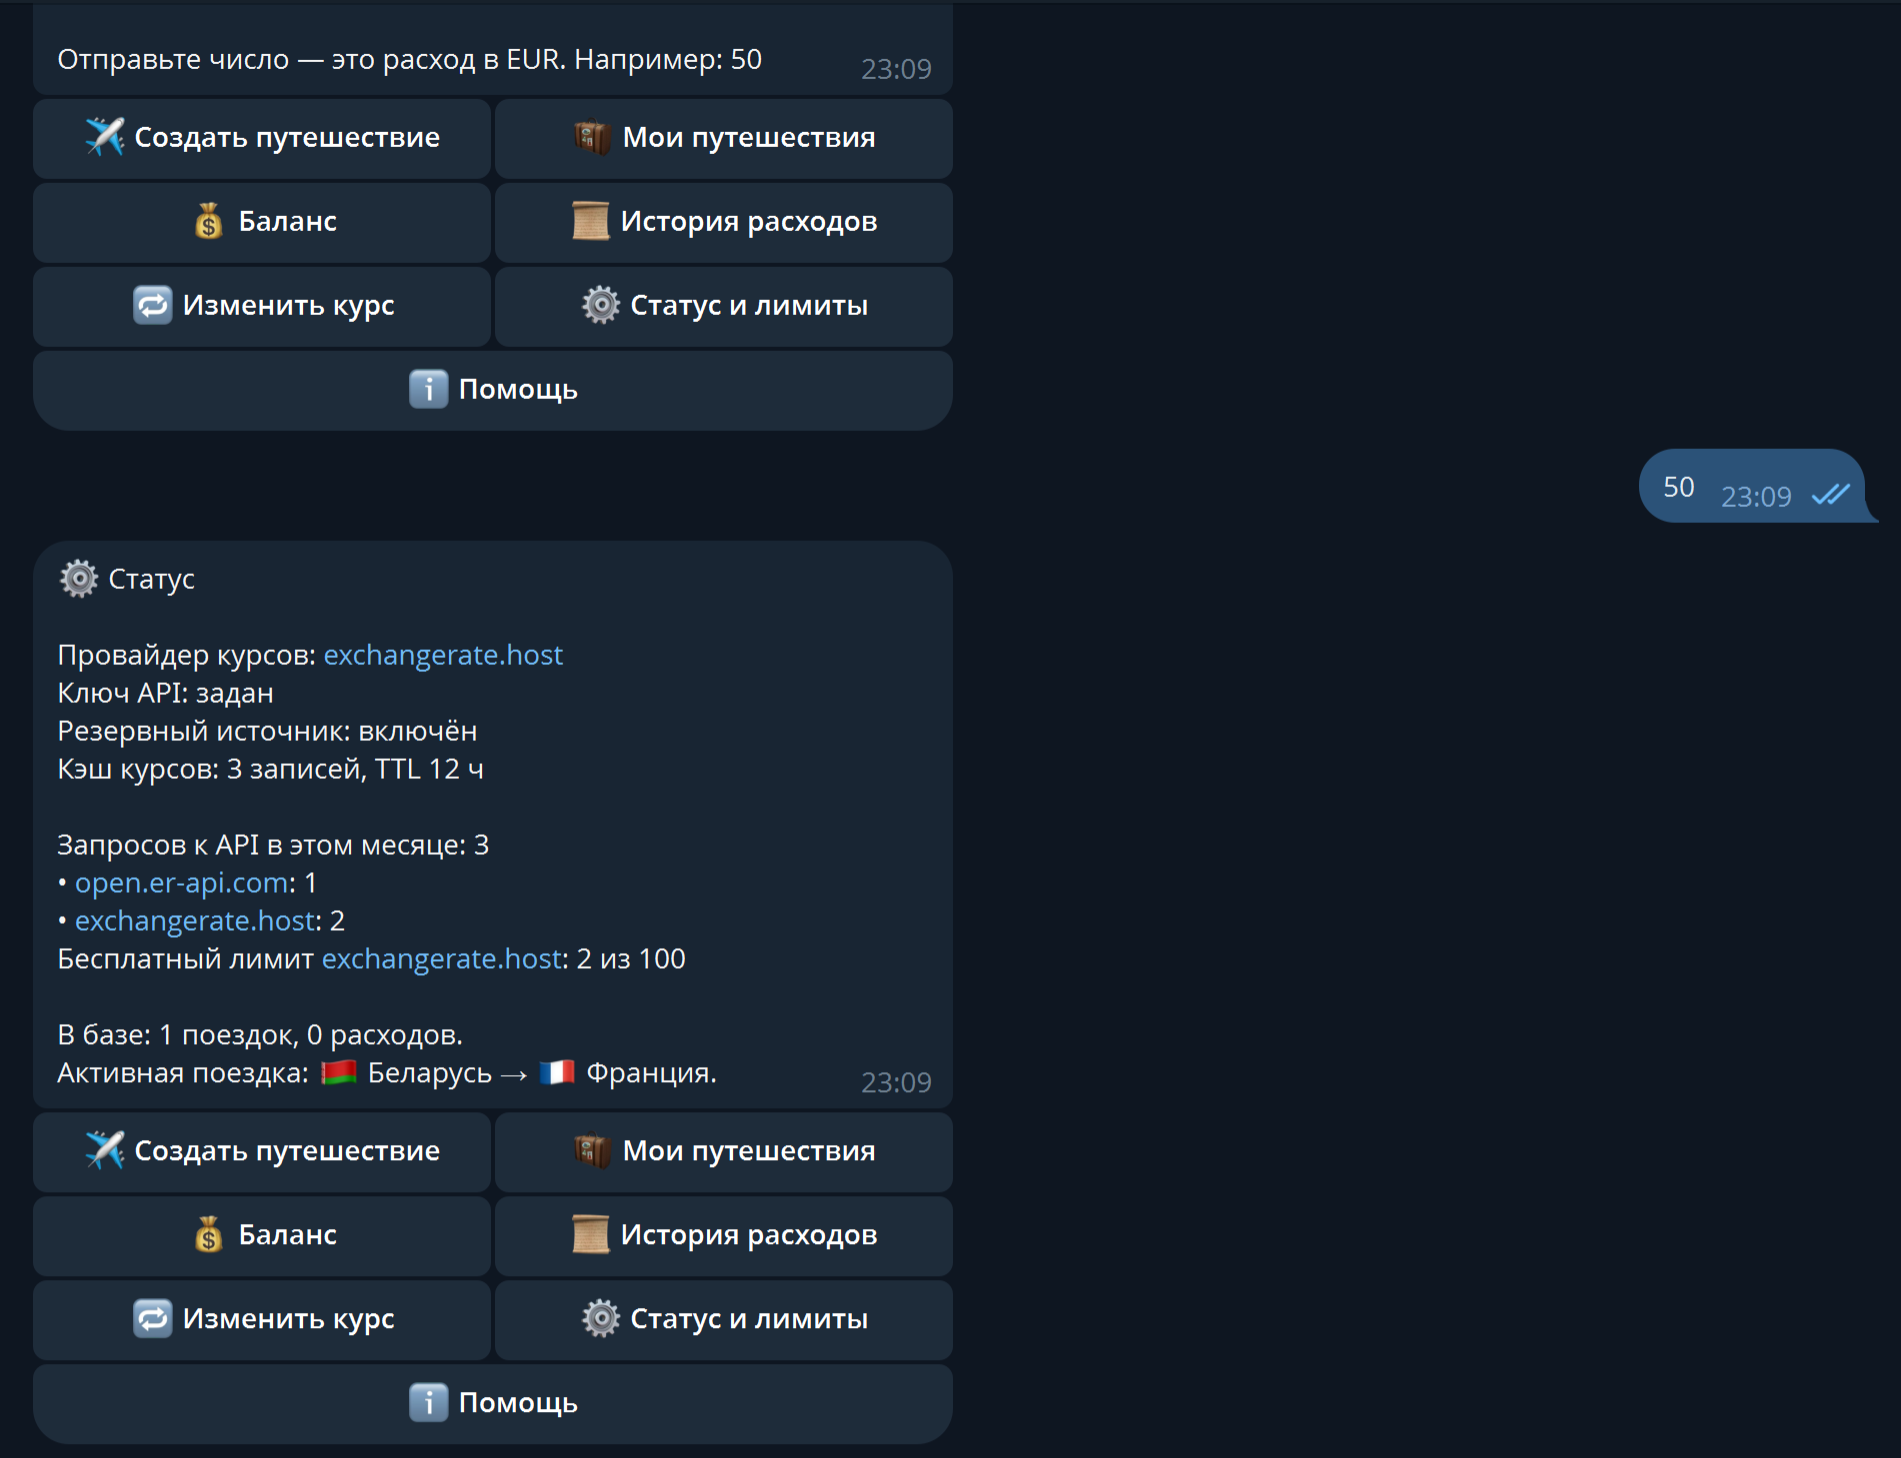 Отправьте число — это расход в EUR. Например: 50
23:09
Создать путешествие
Мои путешествия
Баланс
История расходов
Изменить курс
Статус и лимиты
Помощь
50 23:09
Статус
Провайдер курсов: exchangerate.host
Ключ API: задан
Резервный источник: включён
Кэш курсов: 3 записей, TTL 12 ч
Запросов к API в этом месяце: 3
• open.er-api.com: 1
• exchangerate.host: 2
Бесплатный лимит exchangerate.host: 2 из 100
В базе: 1 поездок, 0 расходов.
Активная поездка: 🇧🇾 Беларусь → 🇫🇷 Франция.
23:09
Создать путешествие
Мои путешествия
Баланс
История расходов
Изменить курс
Статус и лимиты
Помощь